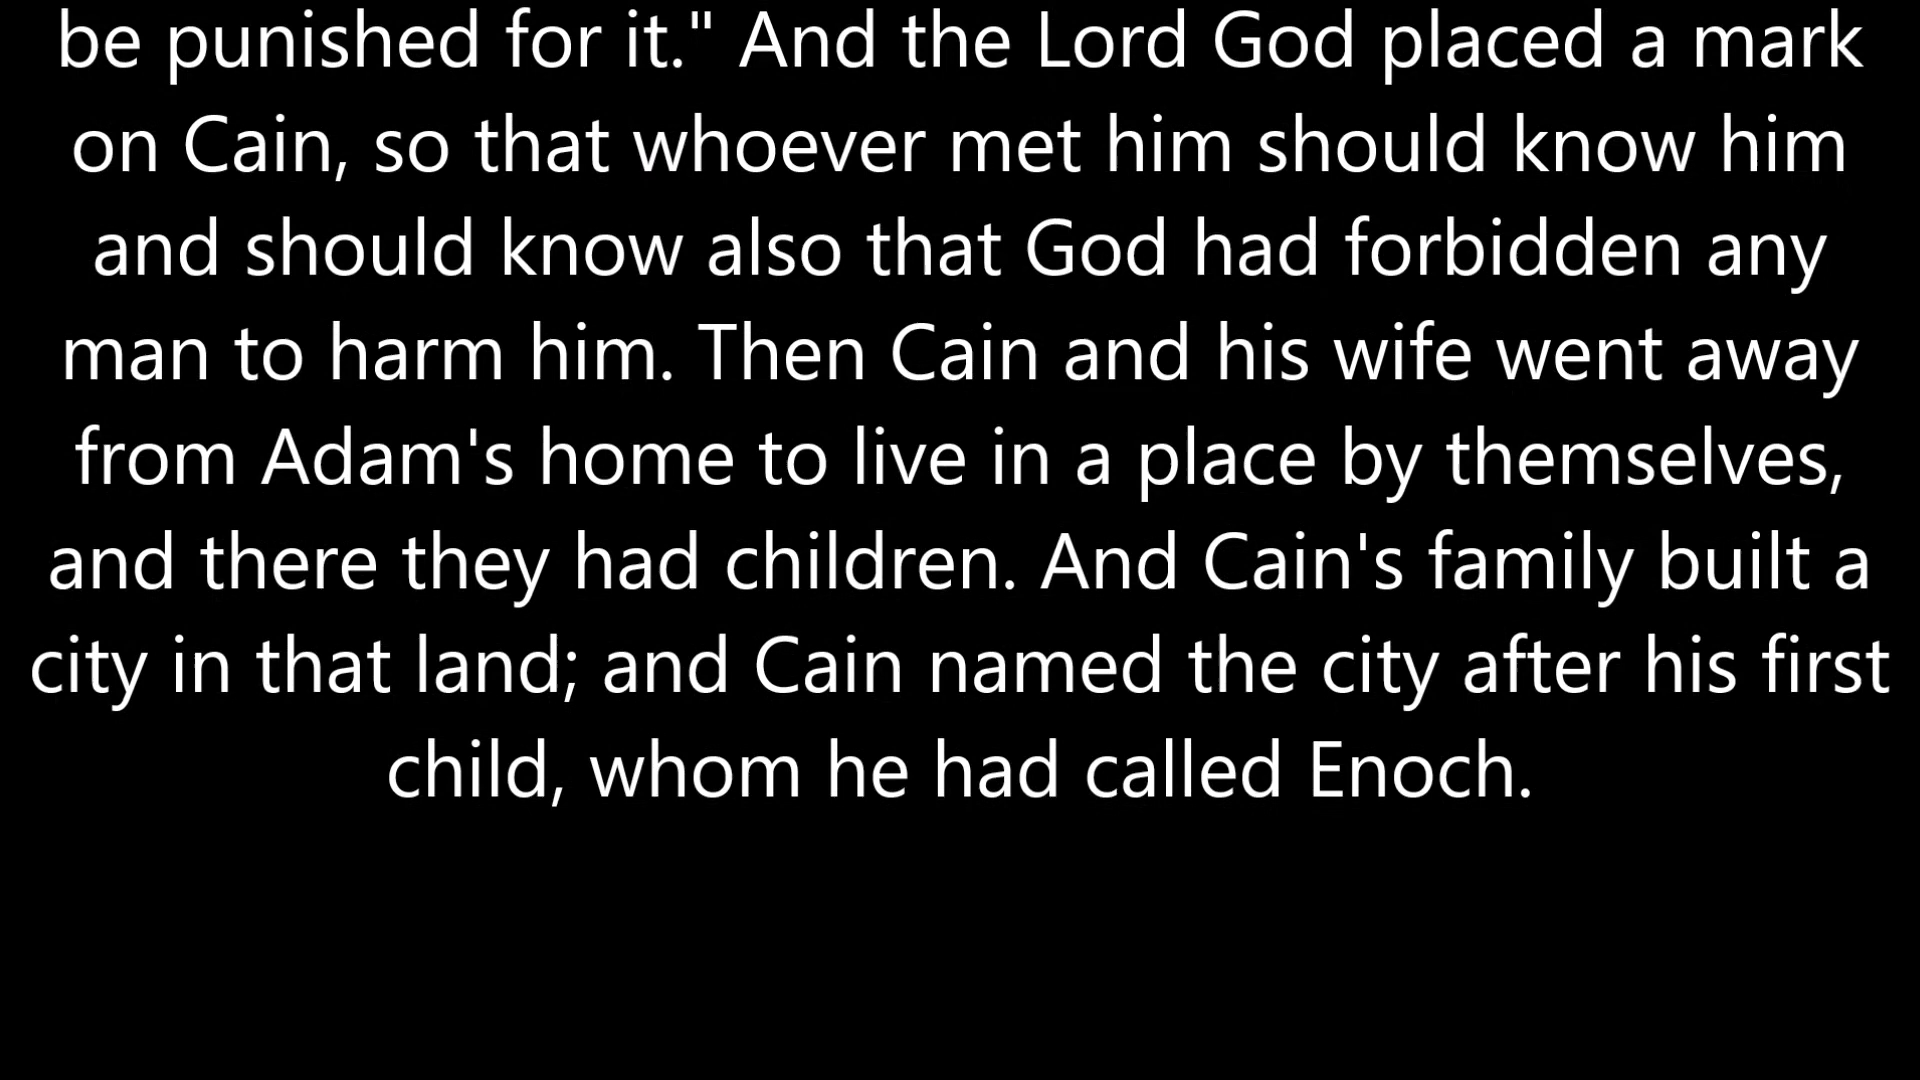 be punished for it." And the Lord God placed a mark
on Cain, so that whoever met him should know him
and should know also that God had forbidden any
man to harm him. Then Cain and his wife went away
from Adam's home to live in a place by themselves,
and there they had children. And Cain's family built a
city in that land; and Cain named the city after his first
child, whom he had called Enoch.